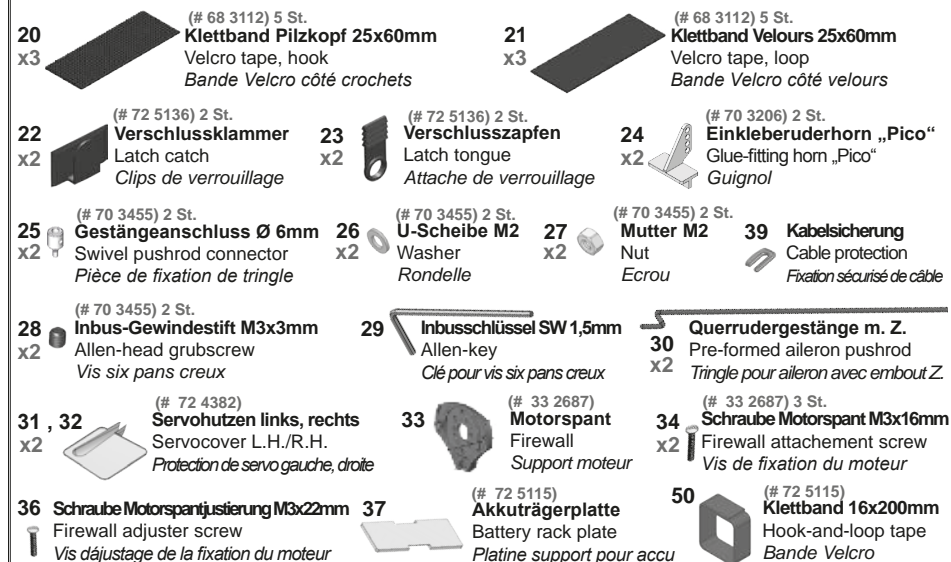 20
x3
(# 68 3112) 5 St.
Klettband Pilzkopf 25x60mm
Velcro tape, hook
Bande Velcro côté crochets
21
x3
(# 68 3112) 5 St.
Klettband Velours 25x60mm
Velcro tape, loop
Bande Velcro côté velours
22
x2
(# 72 5136) 2 St.
Verschlussklammer
Latch catch
Clips de verrouillage
23
x2
(# 72 5136) 2 St.
Verschlusszapfen
Latch tongue
Attache de verrouillage
24
x2
(# 70 3206) 2 St.
Einkleberuderhorn „Pico“
Glue-fitting horn „Pico“
Guignol
25
x2
(# 70 3455) 2 St.
Gestängeanschluss Ø 6mm
Swivel pushrod connector
Pièce de fixation de tringle
26
x2
(# 70 3455) 2 St.
U-Scheibe M2
Washer
Rondelle
27
x2
(# 70 3455) 2 St.
Mutter M2
Nut
Ecrou
39
Kabelsicherung
Cable protection
Fixation sécurisé de câble
28
x2
(# 70 3455) 2 St.
Inbus-Gewindestift M3x3mm
Allen-head grubscrew
Vis six pans creux
29
Inbusschlüssel SW 1,5mm
Allen-key
Clé pour vis six pans creux
30
x2
Querrudergestänge m. Z.
Pre-formed aileron pushrod
Tringle pour aileron avec embout Z.
31 , 32
x2
(# 72 4382)
Servohutzen links, rechts
Servocover L.H./R.H.
Protection de servo gauche, droite
33
(# 33 2687)
Motorspant
Firewall
Support moteur
34
x2
(# 33 2687) 3 St.
Schraube Motorspant M3x16mm
Firewall attachement screw
Vis de fixation du moteur
36
Schraube Motorspantjustierung M3x22mm
Firewall adjuster screw
Vis dájustage de la fixation du moteur
37
(# 72 5115)
Akkuträgerplatte
Battery rack plate
Platine support pour accu
50
(# 72 5115)
Klettband 16x200mm
Hook-and-loop tape
Bande Velcro